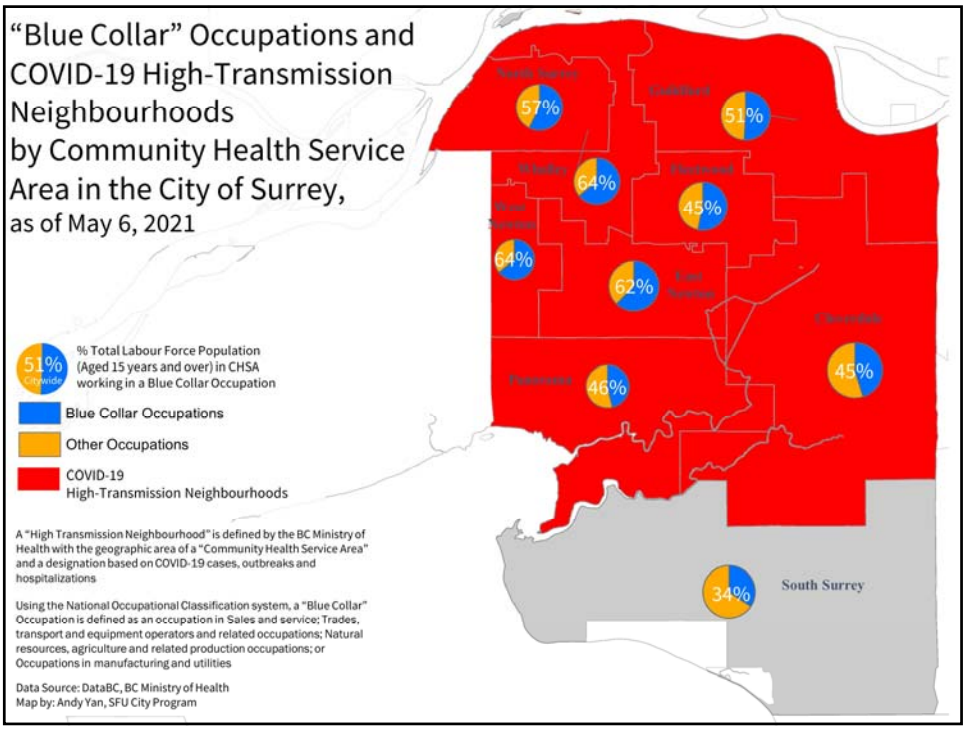 “Blue Collar” Occupations and
COVID-19 High-Transmission
Neighbourhoods
by Community Health Service
Area in the City of Surrey,
as of May 6, 2021
North Surrey
57%
Guildford
51%
Whalley
64%
Fleetwood
45%
West
Newton
64%
62%
East
Newton
Cloverdale
45%
Panorama
46%
South Surrey
34%
51%
Citywide
% Total Labour Force Population
(Aged 15 years and over) in CHSA
working in a Blue Collar Occupation
Blue Collar Occupations
Other Occupations
COVID-19
High-Transmission Neighbourhoods
A “High Transmission Neighbourhood” is defined by the BC Ministry of
Health with the geographic area of a “Community Health Service Area”
and a designation based on COVID-19 cases, outbreaks and
hospitalizations
Using the National Occupational Classification system, a “Blue Collar”
Occupation is defined as an occupation in Sales and service; Trades,
transport and equipment operators and related occupations; Natural
resources, agriculture and related production occupations; or
Occupations in manufacturing and utilities
Data Source: DataBC, BC Ministry of Health
Map by: Andy Yan, SFU City Program